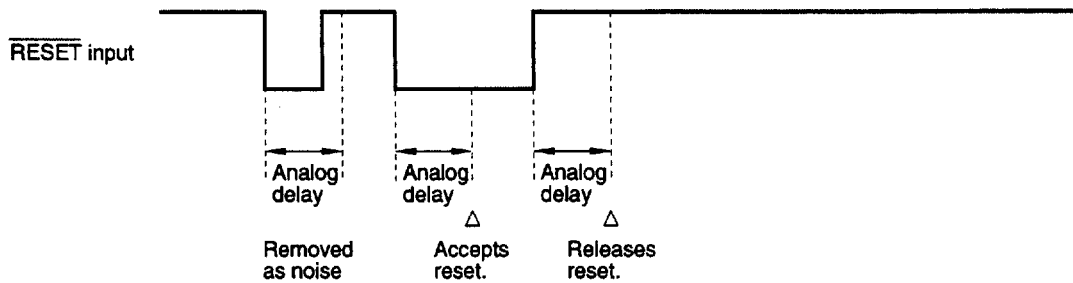 RESET input
Analog delay
Analog delay
Analog delay
Removed as noise
Accepts reset.
Releases reset.